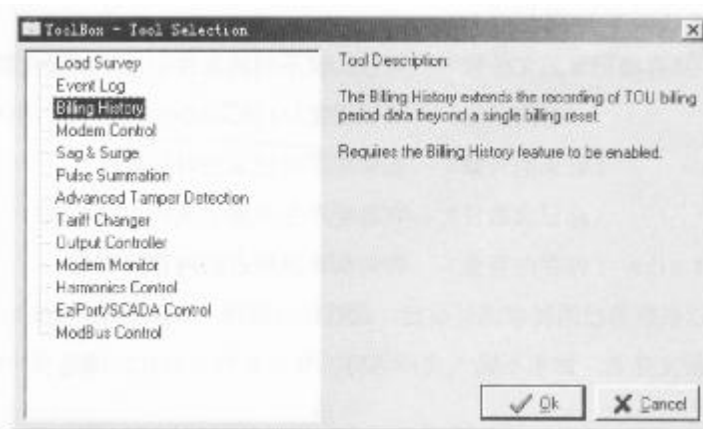 ToolBox - Tool Selection
Load Survey
Event Log
Billing History
Modem Control
Sag & Surge
Pulse Summation
Advanced Tamper Detection
Tariff Changer
Output Controller
Modem Monitor
Harmonics Control
EziPort/SCADA Control
ModBus Control
Tool Description:
The Billing History extends the recording of TOU billing
period data beyond a single billing reset.
Requires the Billing History feature to be enabled.
Ok
Cancel